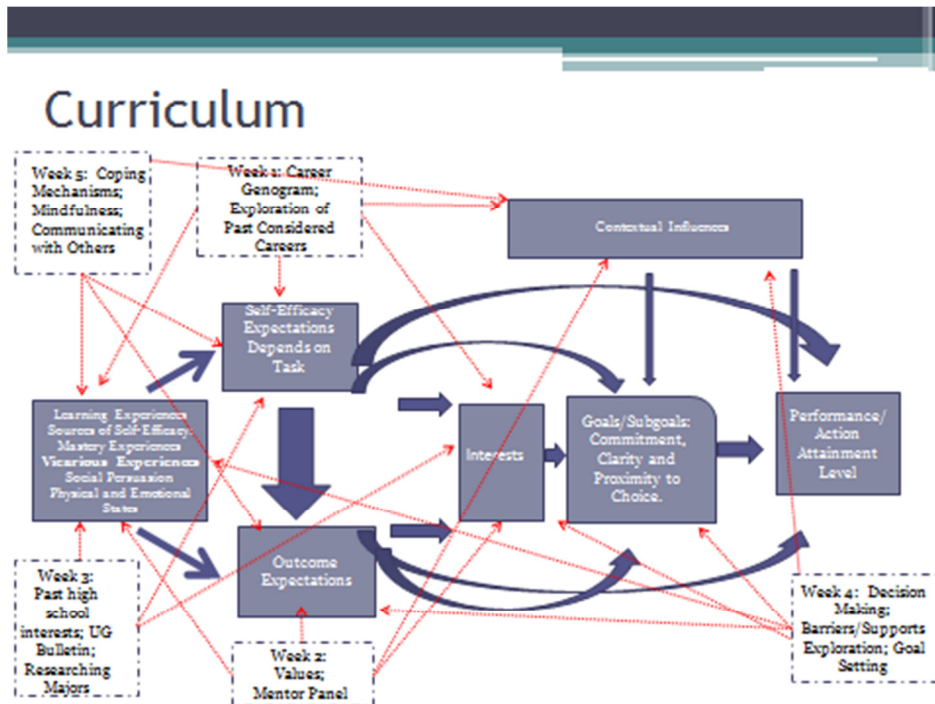 Curriculum
Week 5: Coping
Mechanisms;
Mindfulness;
Communicating
with Others
Week 1: Career
Genogram;
Exploration of
Past Considered
Careers
Contextual Influences
Self-Efficacy
Expectations
Depends on
Task
Learning Experiences
Sources of Self-Efficacy:
Mastery Experiences
Vicarious Experiences
Social Persuasion
Physical and Emotional
States
Interests
Goals/Subgoals:
Commitment,
Clarity and
Proximity to
Choice.
Performance/
Action
Attainment
Level
Outcome
Expectations
Week 3:
Past high
school
interests; UG
Bulletin;
Researching
Majors
Week 2:
Values;
Mentor Panel
Week 4: Decision
Making;
Barriers/Supports
Exploration; Goal
Setting